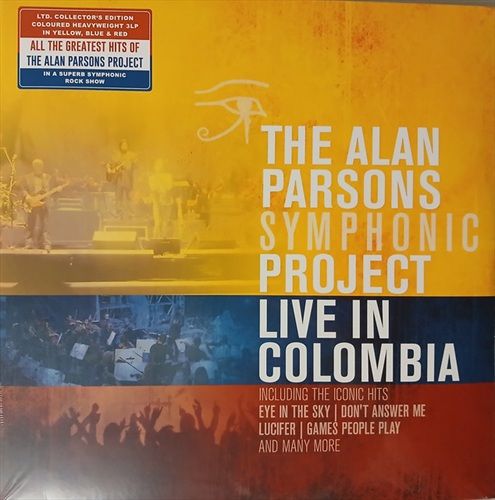 LTD. COLLECTOR'S EDITION
COLOURED HEAVYWEIGHT 3LP
IN YELLOW, BLUE & RED
ALL THE GREATEST HITS OF
THE ALAN PARSONS PROJECT
IN A SUPERB SYMPHONIC
ROCK SHOW
THE ALAN
PARSONS
SYMPHONIC
PROJECT
LIVE IN
COLOMBIA
INCLUDING THE ICONIC HITS
EYE IN THE SKY | DON'T ANSWER ME
LUCIFER | GAMES PEOPLE PLAY
AND MANY MORE